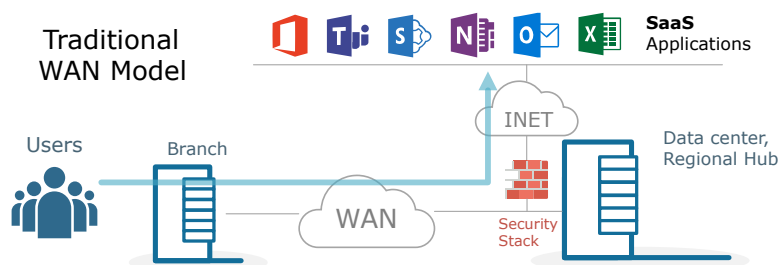 Traditional
WAN Model
SaaS
Applications
T
S
N
O
X
INET
Users
Branch
Data center,
Regional Hub
WAN
Security
Stack